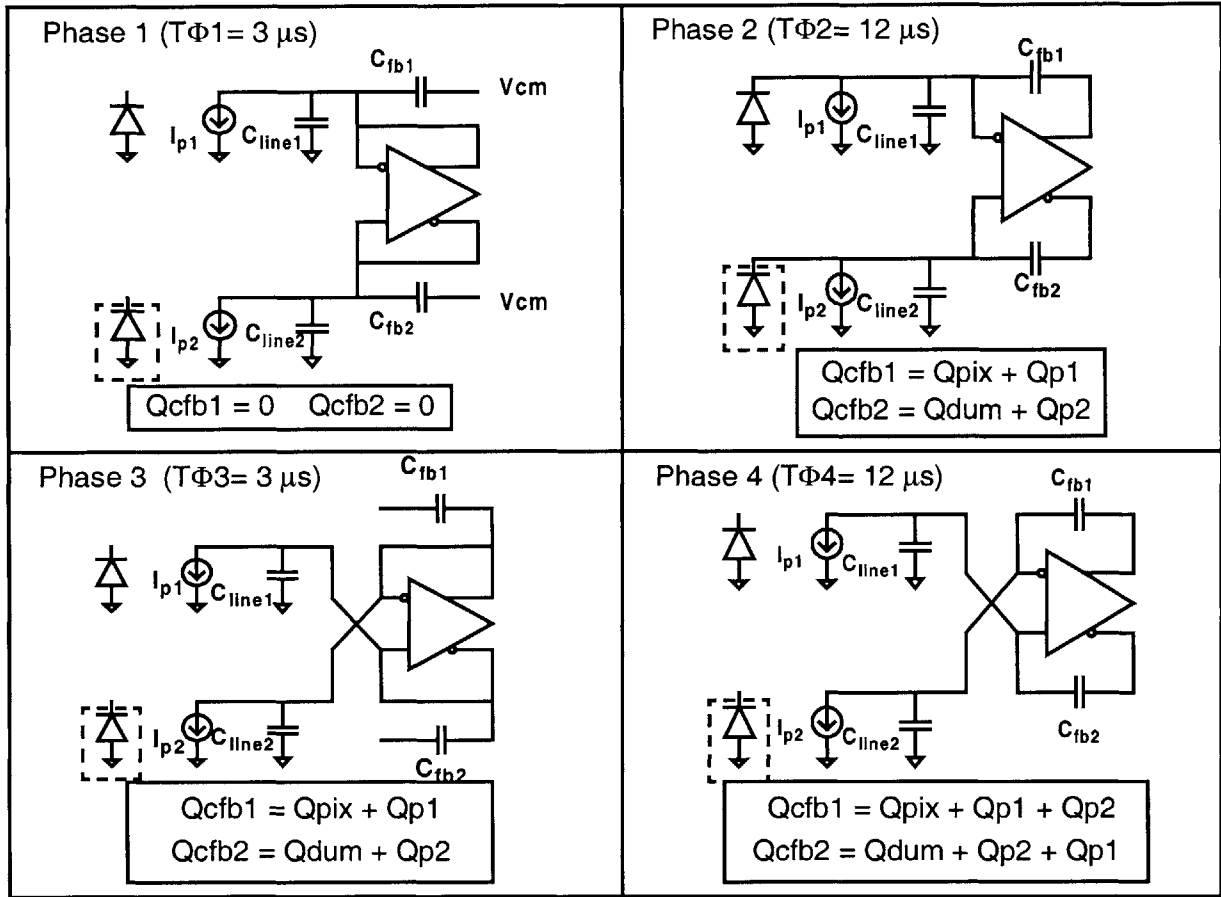 Phase 1 (TΦ1= 3 μs)
Cfb1
Vcm
Ip1
Cline1
Ip2
Cline2
Cfb2
Vcm
Qcfb1 = 0 Qcfb2 = 0
Phase 2 (TΦ2= 12 μs)
Cfb1
Ip1
Cline1
Ip2
Cline2
Cfb2
Qcfb1 = Qpix + Qp1
Qcfb2 = Qdum + Qp2
Phase 3 (TΦ3= 3 μs)
Cfb1
Ip1
Cline1
Ip2
Cline2
Cfb2
Qcfb1 = Qpix + Qp1
Qcfb2 = Qdum + Qp2
Phase 4 (TΦ4= 12 μs)
Cfb1
Ip1
Cline1
Ip2
Cline2
Cfb2
Qcfb1 = Qpix + Qp1 + Qp2
Qcfb2 = Qdum + Qp2 + Qp1